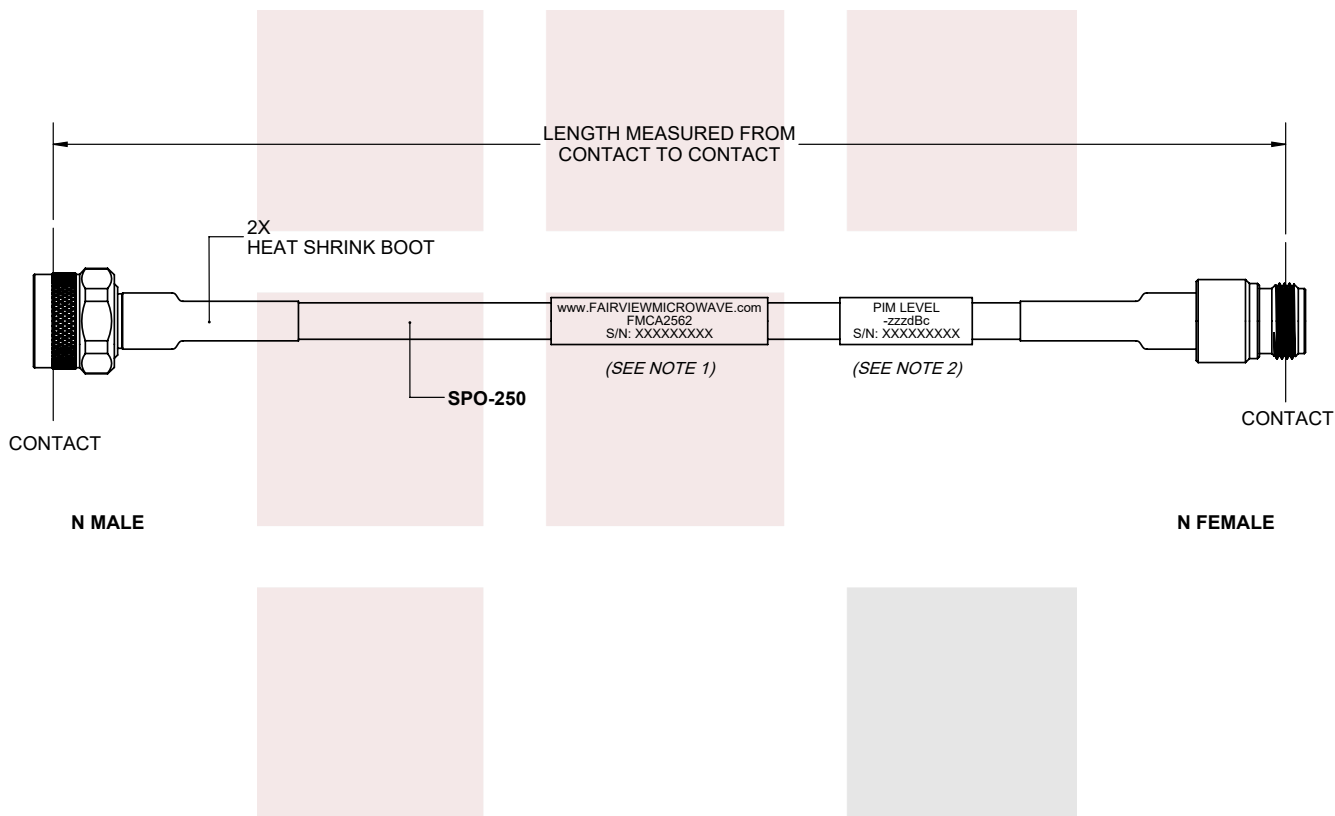 LENGTH MEASURED FROM
CONTACT TO CONTACT
2X
HEAT SHRINK BOOT
www.FAIRVIEWMICROWAVE.com
FMCA2562
S/N: XXXXXXXXX
PIM LEVEL
-zzzdBc
S/N: XXXXXXXXX
(SEE NOTE 1)
(SEE NOTE 2)
SPO-250
CONTACT
CONTACT
N MALE
N FEMALE